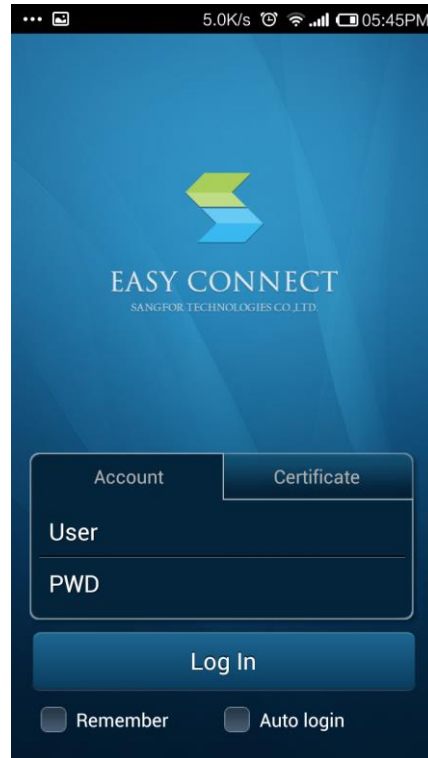 5.0K/s 05:45PM
EASY CONNECT
SANGFOR TECHNOLOGIES CO.,LTD.
Account Certificate
User
PWD
Log In
Remember Auto login